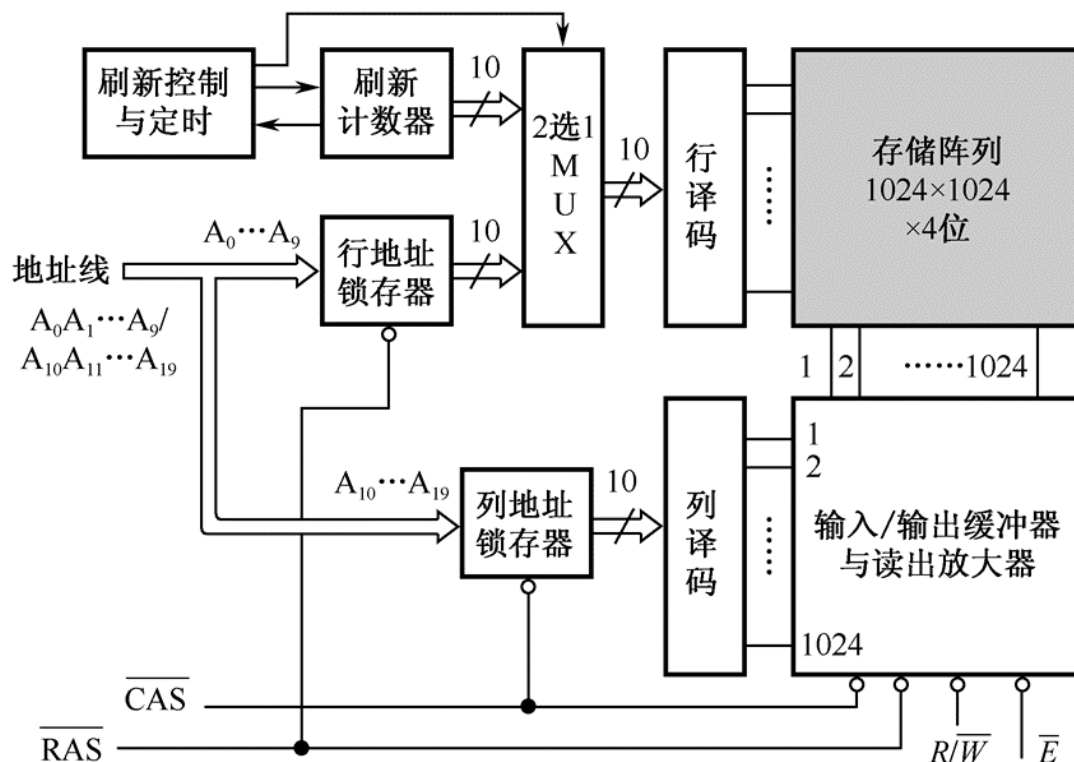 刷新控制
与定时
刷新
计数器
10
2选1
M
U
X
10
行
译
码
存储阵列
1024×1024
×4位
地址线
A₀A₁⋯A₉/
A₁₀A₁₁⋯A₁₉
A₀⋯A₉
行地址
锁存器
10
1
2
⋯⋯1024
A₁₀⋯A₁₉
列地址
锁存器
10
列
译
码
1
2
1024
输入/输出缓冲器
与读出放大器
C̅A̅S̅
R̅A̅S̅
R/W̅
E̅